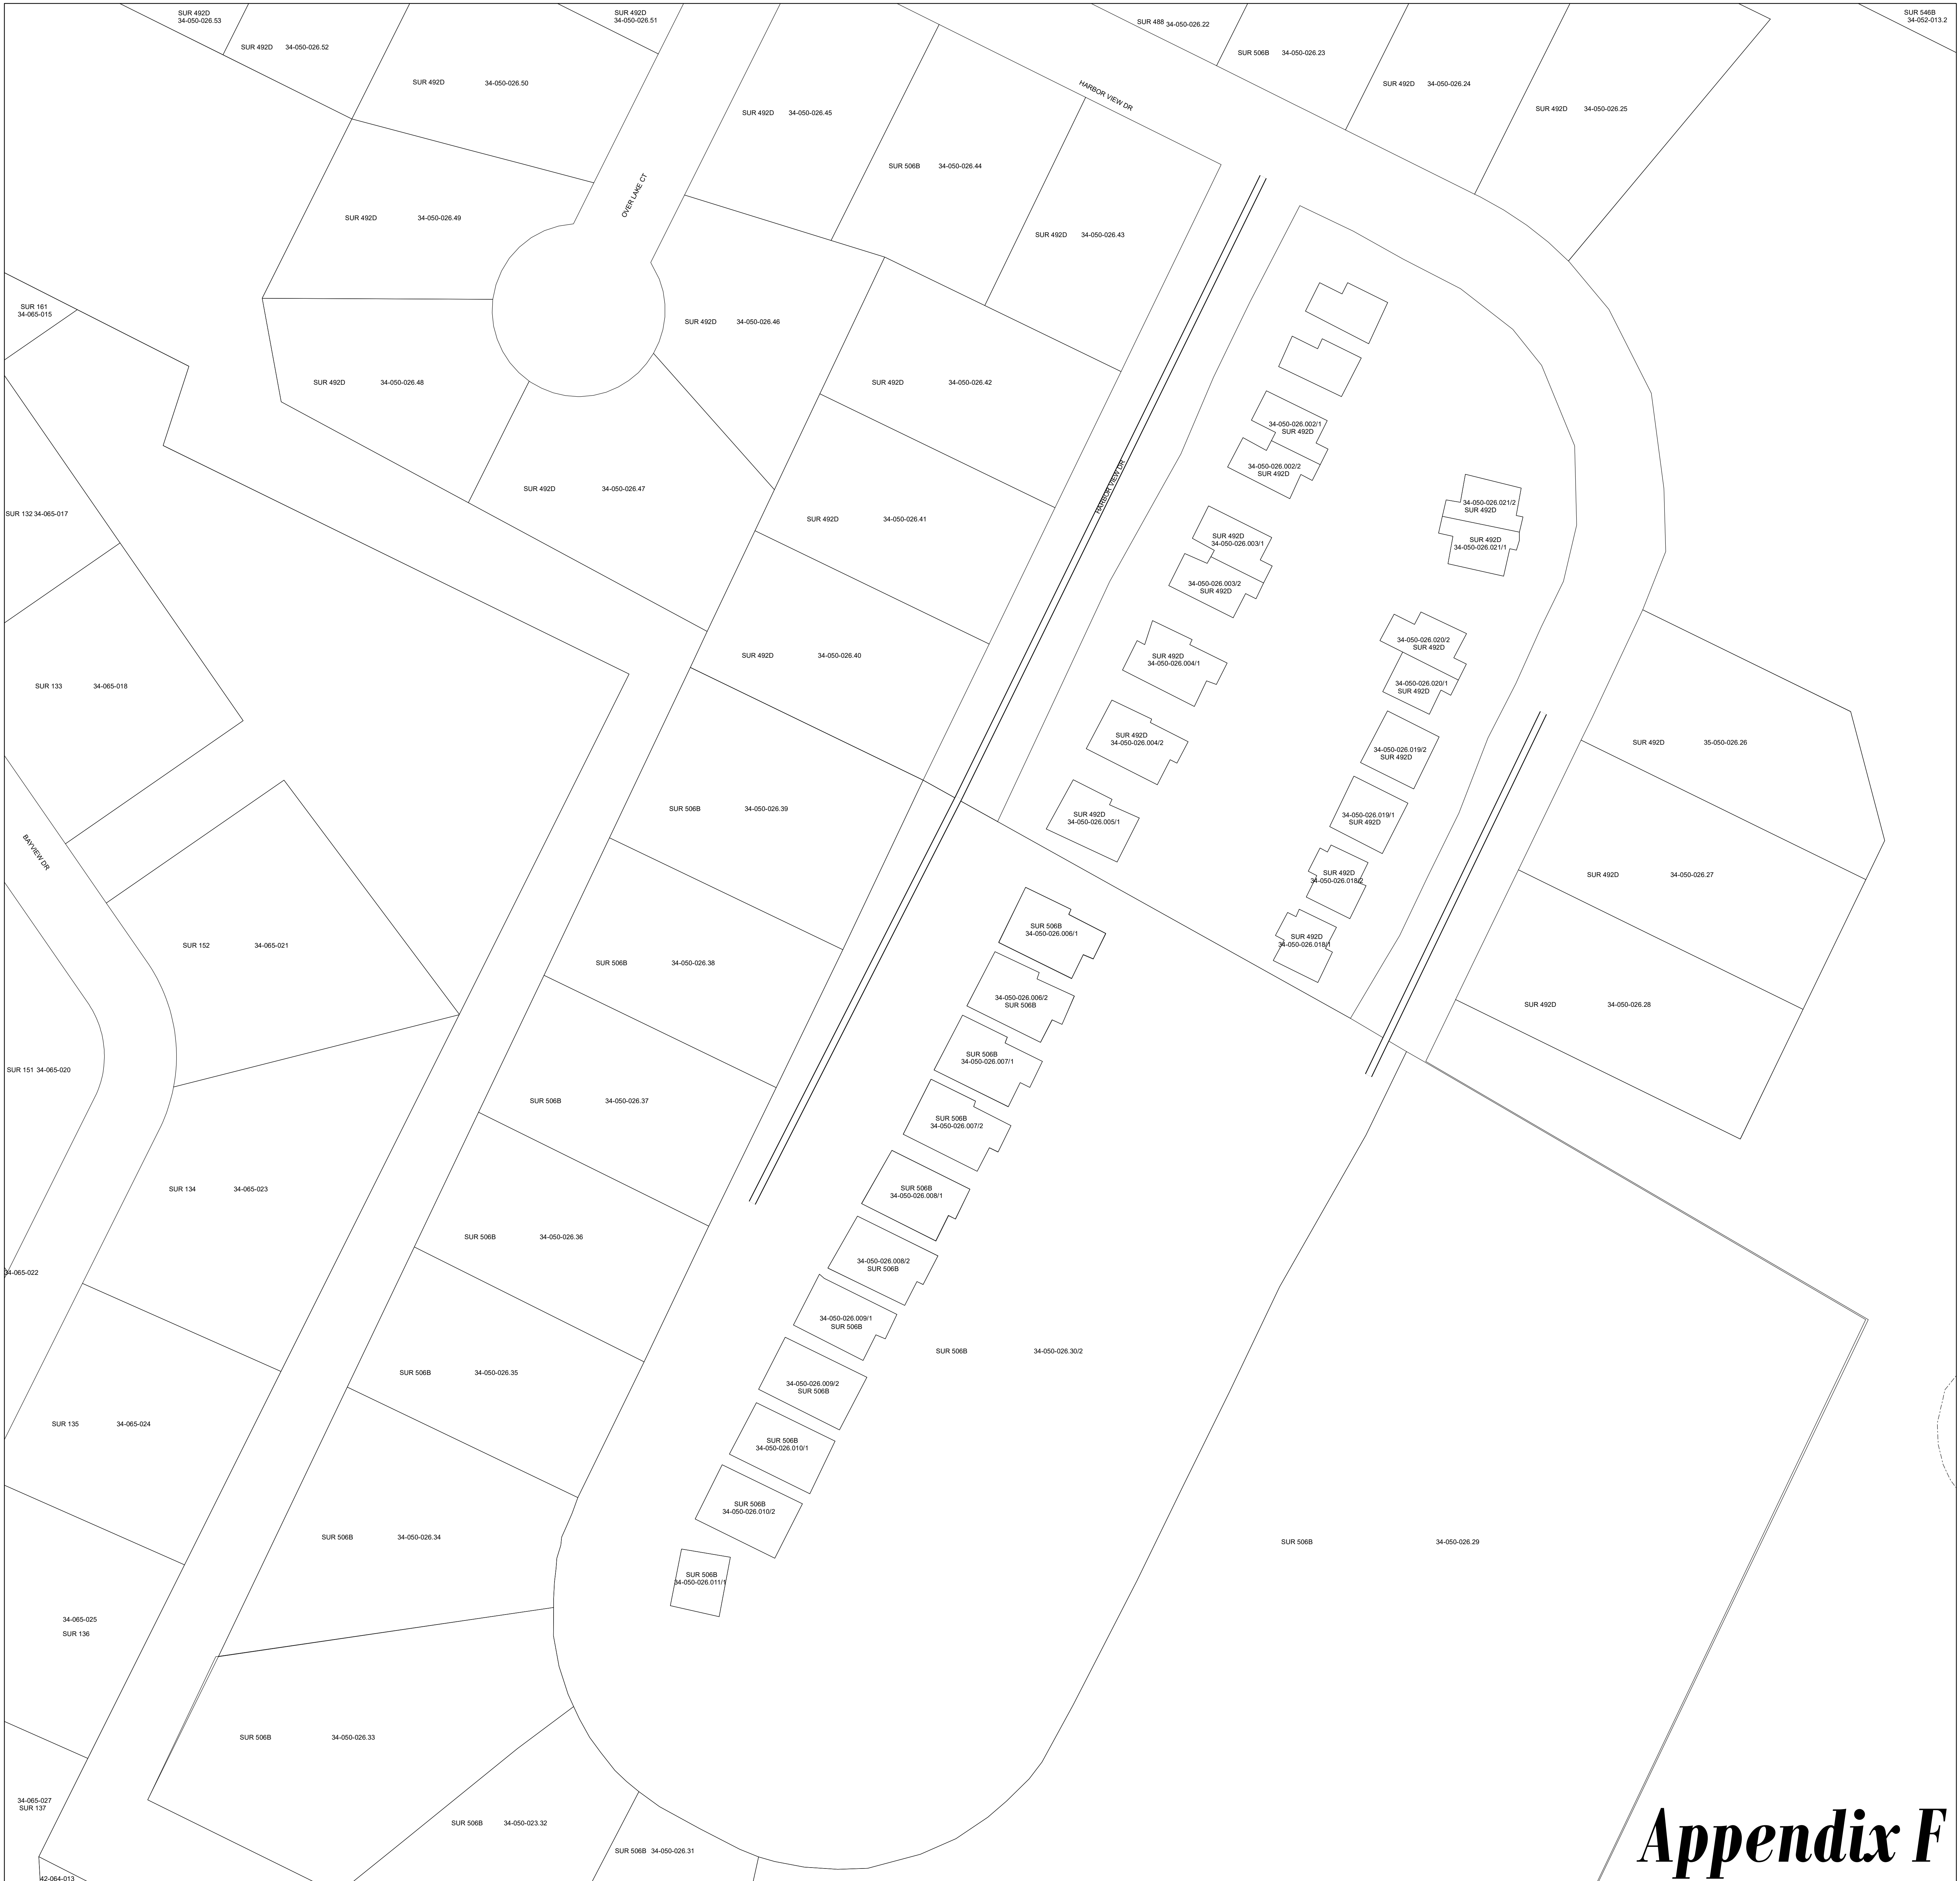 SUR 492D
34-050-026.53
SUR 492D 34-050-026.52
SUR 492D
34-050-026.51
SUR 492D 34-050-026.50
SUR 488 34-050-026.22
SUR 506B 34-050-026.23
SUR 492D 34-050-026.24
SUR 492D 34-050-026.25
SUR 546B
34-052-013.2
HARBOR VIEW DR
SUR 492D 34-050-026.45
SUR 506B 34-050-026.44
SUR 492D 34-050-026.43
OVER LAKE CT
SUR 492D 34-050-026.49
SUR 161
34-065-015
SUR 492D 34-050-026.46
SUR 492D 34-050-026.48
SUR 492D 34-050-026.42
34-050-026.002/1
SUR 492D
34-050-026.002/2
SUR 492D
HARBOR VIEW DR
SUR 492D 34-050-026.47
SUR 492D 34-050-026.41
SUR 132 34-065-017
34-050-026.021/2
SUR 492D
SUR 492D
34-050-026.021/1
SUR 492D
34-050-026.003/1
34-050-026.003/2
SUR 492D
SUR 492D 34-050-026.40
SUR 492D
34-050-026.004/1
34-050-026.020/2
SUR 492D
34-050-026.020/1
SUR 492D
SUR 133 34-065-018
SUR 492D
34-050-026.004/2
34-050-026.019/2
SUR 492D
SUR 492D 35-050-026.26
SUR 506B 34-050-026.39
SUR 492D
34-050-026.005/1
34-050-026.019/1
SUR 492D
BAYVIEW DR
SUR 492D
34-050-026.018/2
SUR 492D 34-050-026.27
SUR 152 34-065-021
SUR 506B
34-050-026.006/1
SUR 492D
34-050-026.018/1
SUR 506B 34-050-026.38
34-050-026.006/2
SUR 506B
SUR 492D 34-050-026.28
SUR 151 34-065-020
SUR 506B
34-050-026.007/1
SUR 506B 34-050-026.37
SUR 506B
34-050-026.007/2
SUR 134 34-065-023
SUR 506B
34-050-026.008/1
SUR 506B 34-050-026.36
34-065-022
34-050-026.008/2
SUR 506B
34-050-026.009/1
SUR 506B
SUR 506B 34-050-026.30/2
SUR 506B 34-050-026.35
34-050-026.009/2
SUR 506B
SUR 135 34-065-024
SUR 506B
34-050-026.010/1
SUR 506B
34-050-026.010/2
SUR 506B 34-050-026.34
SUR 506B 34-050-026.29
SUR 506B
34-050-026.011/1
34-065-025
SUR 136
SUR 506B 34-050-026.33
34-065-027
SUR 137
SUR 506B 34-050-023.32
SUR 506B 34-050-026.31
42-064-013
Appendix F